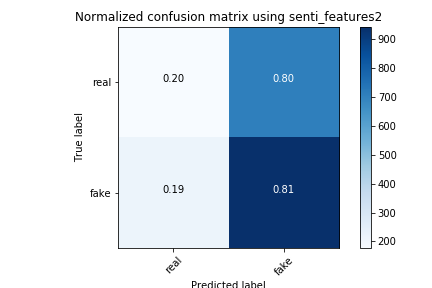 Normalized confusion matrix using senti_features2
real
0.20
0.80
fake
0.19
0.81
True label
real
fake
Predicted label
900
800
700
600
500
400
300
200